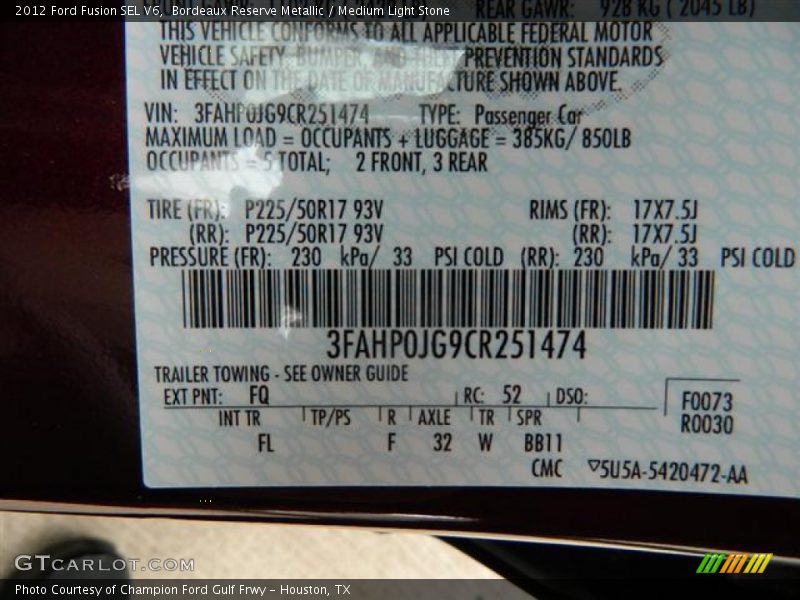 2012 Ford Fusion SEL V6, Bordeaux Reserve Metallic / Medium Light Stone
REAR GAWR: 928 KG ( 2045 LB)
THIS VEHICLE CONFORMS TO ALL APPLICABLE FEDERAL MOTOR
VEHICLE SAFETY, BUMPER, AND THEFT PREVENTION STANDARDS
IN EFFECT ON THE DATE OF MANUFACTURE SHOWN ABOVE.
VIN: 3FAHP0JG9CR251474 TYPE: Passenger Car
MAXIMUM LOAD = OCCUPANTS + LUGGAGE = 385KG/ 850LB
OCCUPANTS = 5 TOTAL; 2 FRONT, 3 REAR
TIRE (FR): P225/50R17 93V RIMS (FR): 17X7.5J
(RR): P225/50R17 93V (RR): 17X7.5J
PRESSURE (FR): 230 kPa/ 33 PSI COLD (RR): 230 kPa/ 33 PSI COLD
3FAHP0JG9CR251474
TRAILER TOWING - SEE OWNER GUIDE
EXT PNT: FQ RC: 52 DSO: F0073
INT TR TP/PS R AXLE TR SPR R0030
FL F 32 W BB11
CMC ▽5U5A-5420472-AA
GTCARLOT.COM
Photo Courtesy of Champion Ford Gulf Frwy - Houston, TX